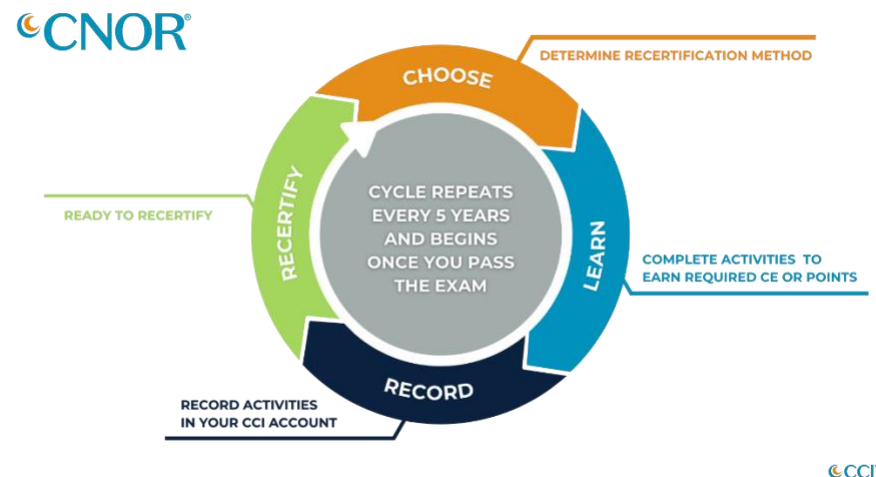 CNOR®
CHOOSE
DETERMINE RECERTIFICATION METHOD
LEARN
COMPLETE ACTIVITIES TO
EARN REQUIRED CE OR POINTS
RECORD
RECORD ACTIVITIES
IN YOUR CCI ACCOUNT
RECERTIFY
READY TO RECERTIFY
CYCLE REPEATS
EVERY 5 YEARS
AND BEGINS
ONCE YOU PASS
THE EXAM
CCI